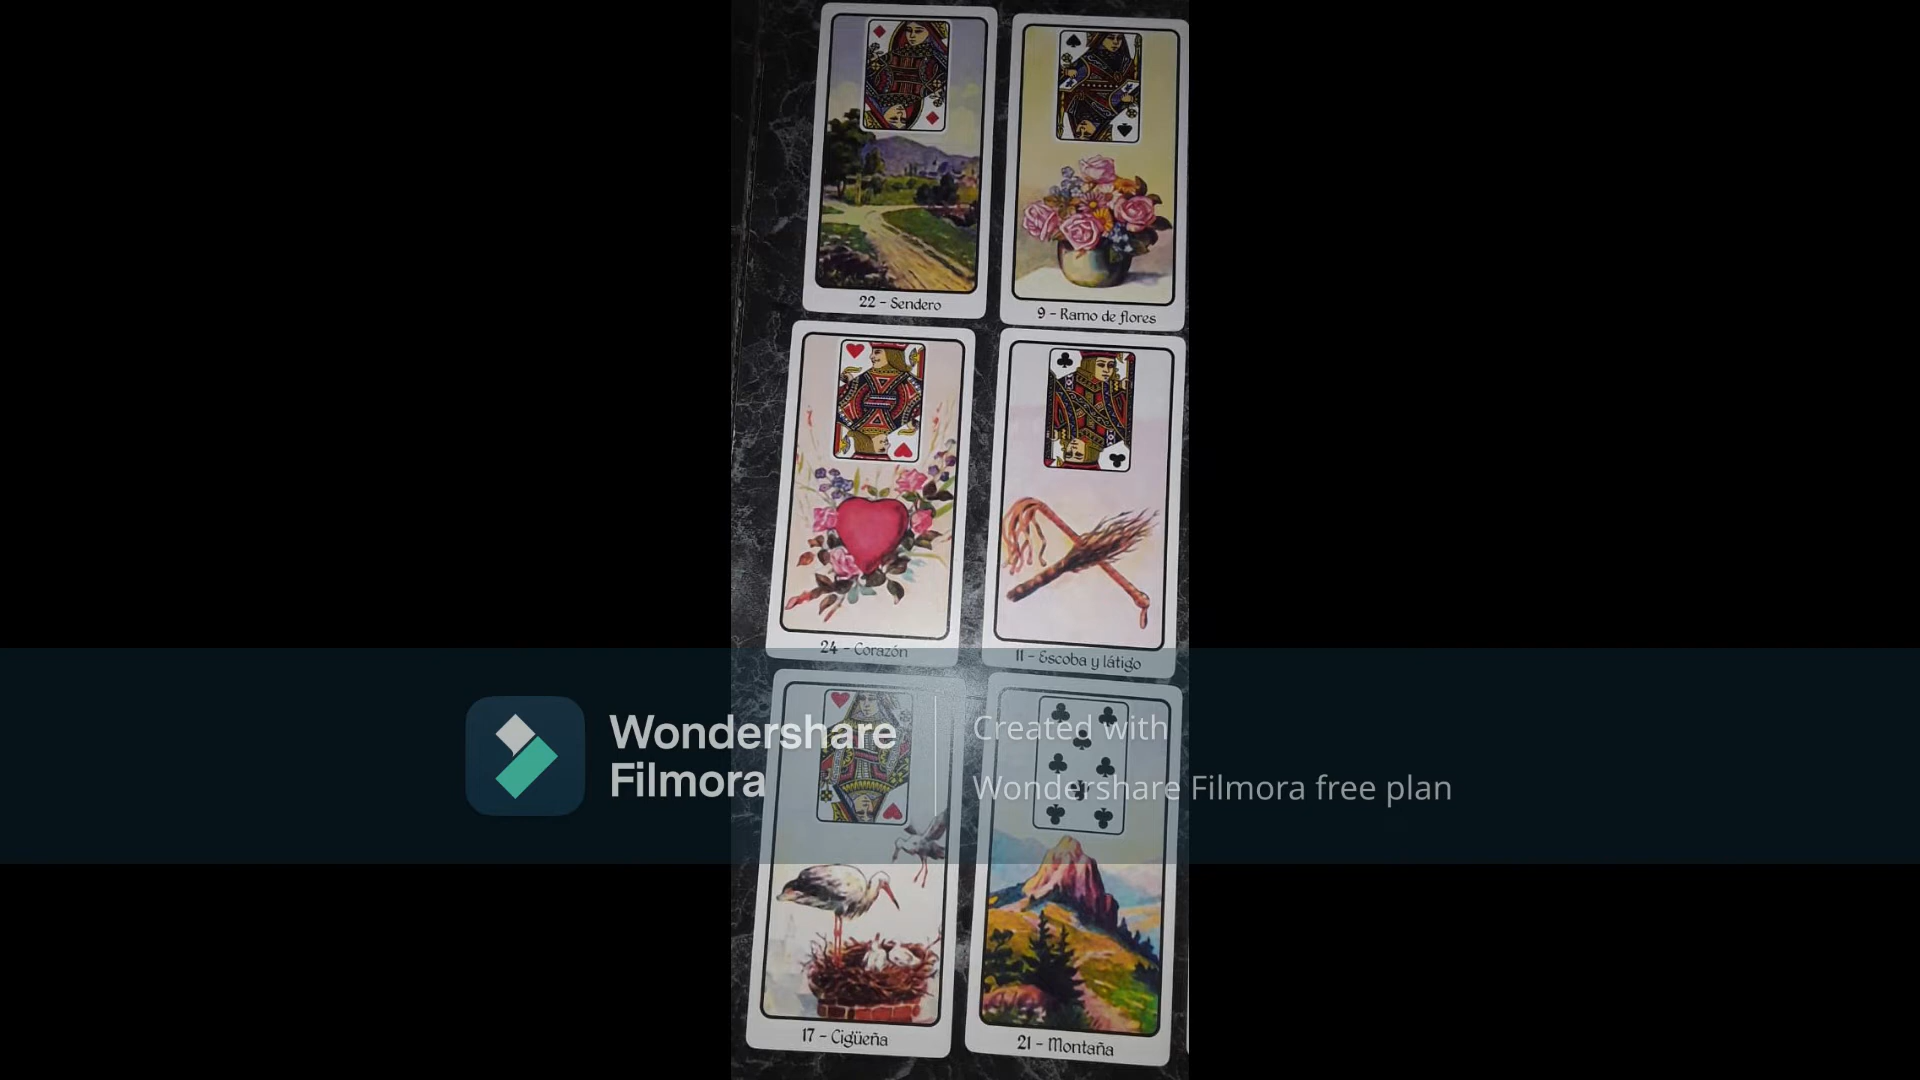 22 - Sendero
9 - Ramo de flores
24 - Corazón
11 - Escoba y látigo
Wondershare
Filmora
Created with
Wondershare Filmora free plan
17 - Cigüeña
21 - Montaña